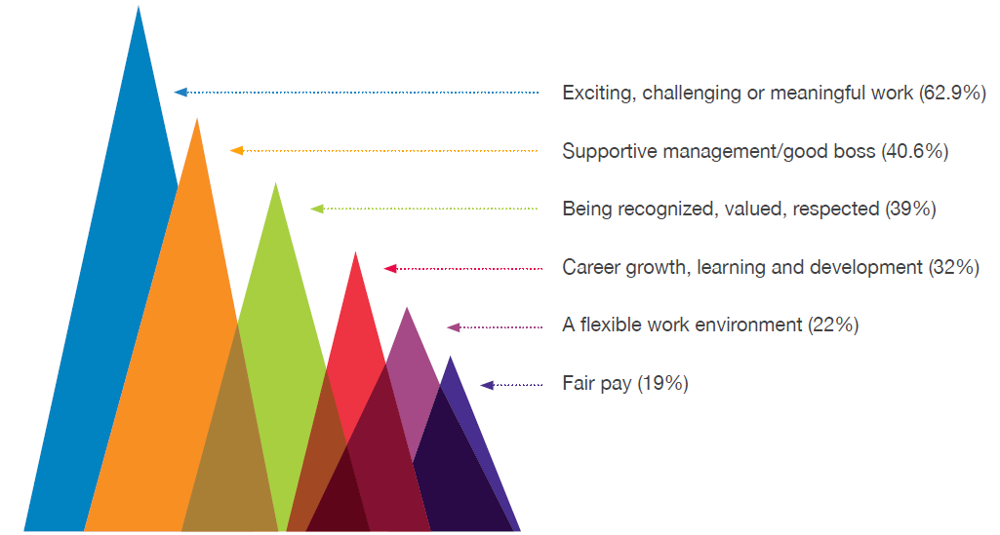 Exciting, challenging or meaningful work (62.9%)
Supportive management/good boss (40.6%)
Being recognized, valued, respected (39%)
Career growth, learning and development (32%)
A flexible work environment (22%)
Fair pay (19%)